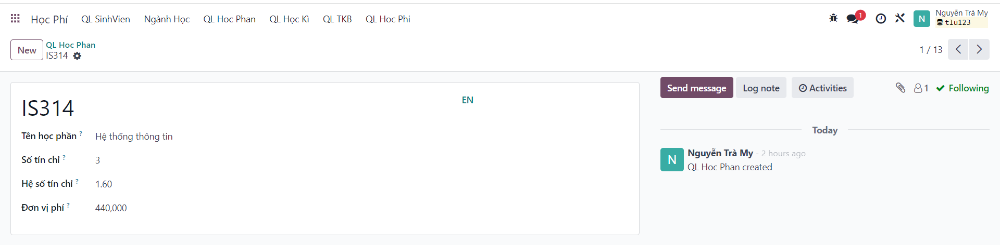 Học Phí QL SinhVien Ngành Học QL Hoc Phan QL Học Kì QL TKB QL Hoc Phi 1 N Nguyễn Trà My
tlu123
New QL Hoc Phan
IS314
1 / 13
IS314 EN
Tên học phần ? Hệ thống thông tin
Số tín chỉ ? 3
Hệ số tín chỉ ? 1.60
Đơn vị phí ? 440,000
Send message Log note Activities 1 Following
Today
N Nguyễn Trà My - 2 hours ago
QL Hoc Phan created